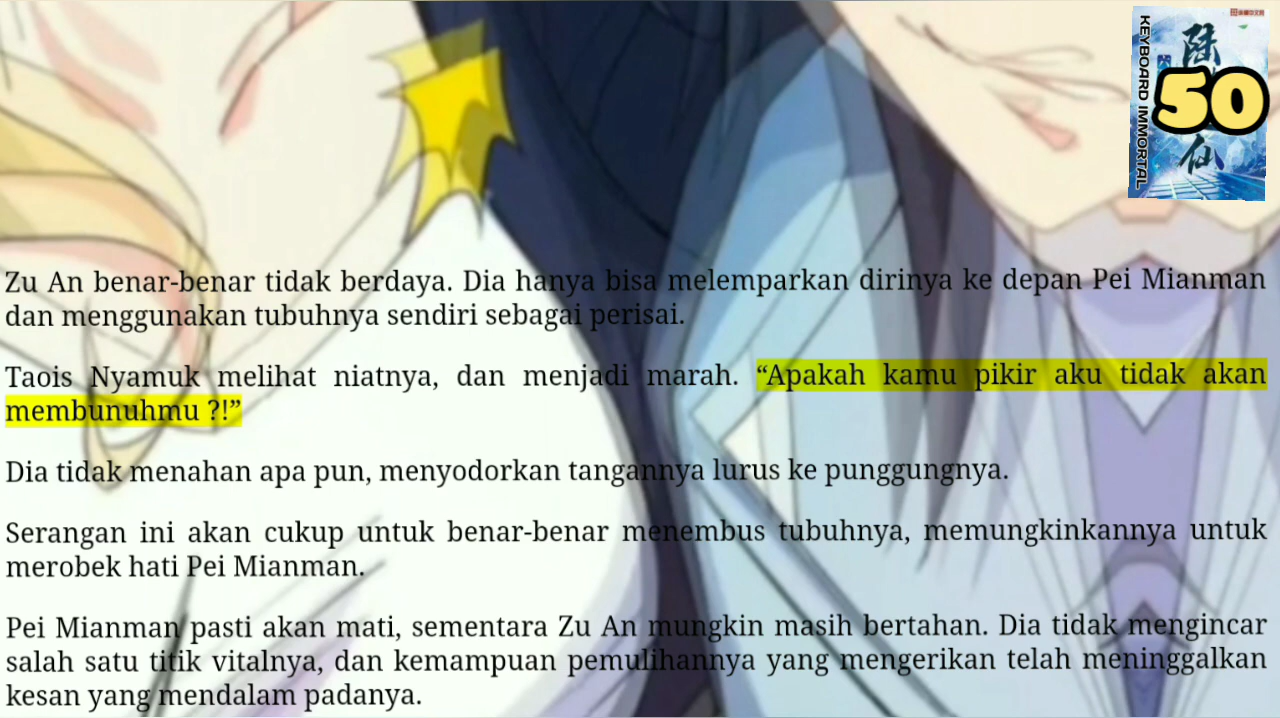 KEYBOARD IMMORTAL
陆
仙
50
Zu An benar-benar tidak berdaya. Dia hanya bisa melemparkan dirinya ke depan Pei Mianman
dan menggunakan tubuhnya sendiri sebagai perisai.
Taois Nyamuk melihat niatnya, dan menjadi marah. “Apakah kamu pikir aku tidak akan
membunuhmu ?!”
Dia tidak menahan apa pun, menyodorkan tangannya lurus ke punggungnya.
Serangan ini akan cukup untuk benar-benar menembus tubuhnya, memungkinkannya untuk
merobek hati Pei Mianman.
Pei Mianman pasti akan mati, sementara Zu An mungkin masih bertahan. Dia tidak mengincar
salah satu titik vitalnya, dan kemampuan pemulihannya yang mengerikan telah meninggalkan
kesan yang mendalam padanya.